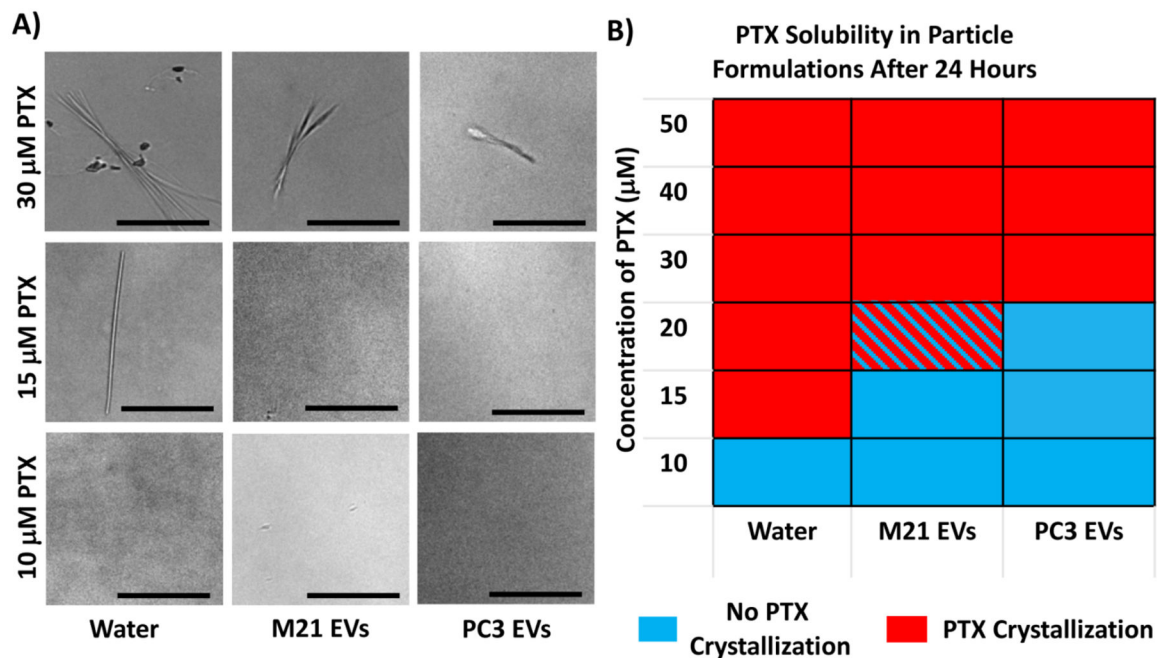 A)
30 μM PTX
15 μM PTX
10 μM PTX
Water
M21 EVs
PC3 EVs
B)
PTX Solubility in Particle
Formulations After 24 Hours
Concentration of PTX (μM)
50
40
30
20
15
10
Water
M21 EVs
PC3 EVs
No PTX
Crystallization
PTX Crystallization